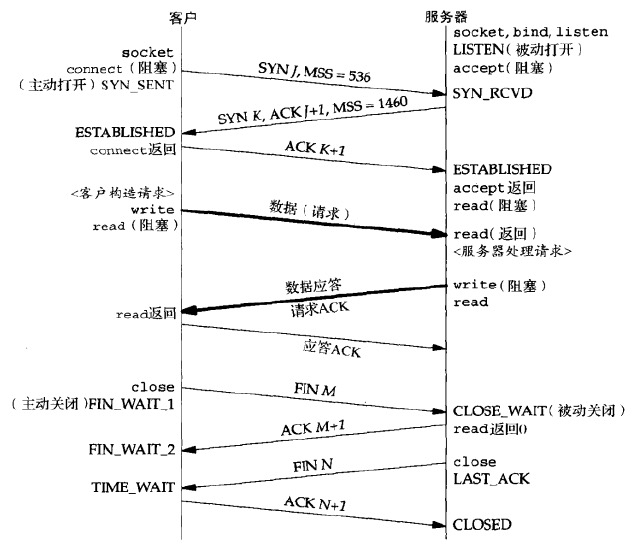 客户
服务器
socket
connect（阻塞）
（主动打开）SYN_SENT
socket, bind, listen
LISTEN（被动打开）
accept（阻塞）
SYN J, MSS = 536
SYN_RCVD
SYN K, ACK J+1, MSS = 1460
ESTABLISHED
connect返回
ACK K+1
ESTABLISHED
accept返回
read（阻塞）
<客户构造请求>
write
read（阻塞）
数据（请求）
read（返回）
<服务器处理请求>
数据应答
请求ACK
write（阻塞）
read
read返回
应答ACK
close
（主动关闭）FIN_WAIT_1
FIN M
CLOSE_WAIT（被动关闭）
read返回0
ACK M+1
FIN_WAIT_2
FIN N
close
LAST_ACK
TIME_WAIT
ACK N+1
CLOSED